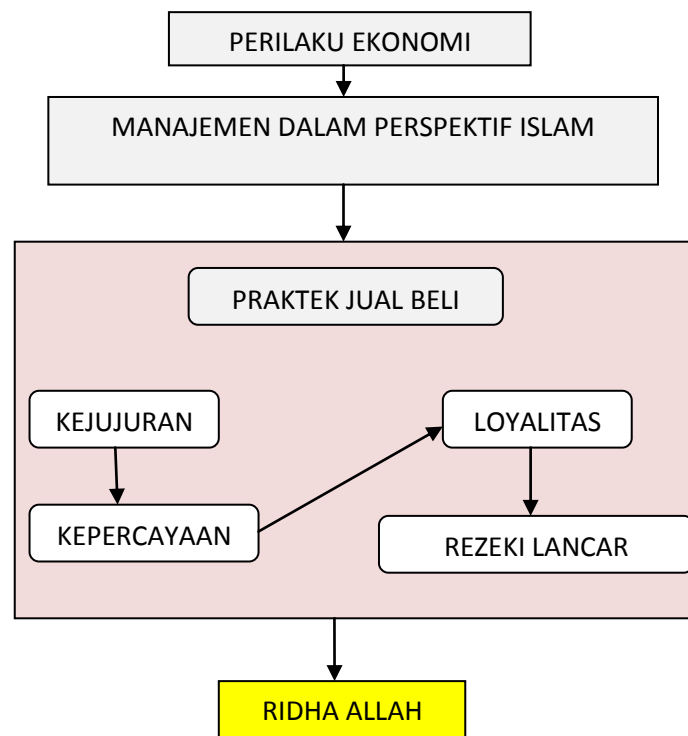 PERILAKU EKONOMI
MANAJEMEN DALAM PERSPEKTIF ISLAM
PRAKTEK JUAL BELI
KEJUJURAN
KEPERCAYAAN
LOYALITAS
REZEKI LANCAR
RIDHA ALLAH